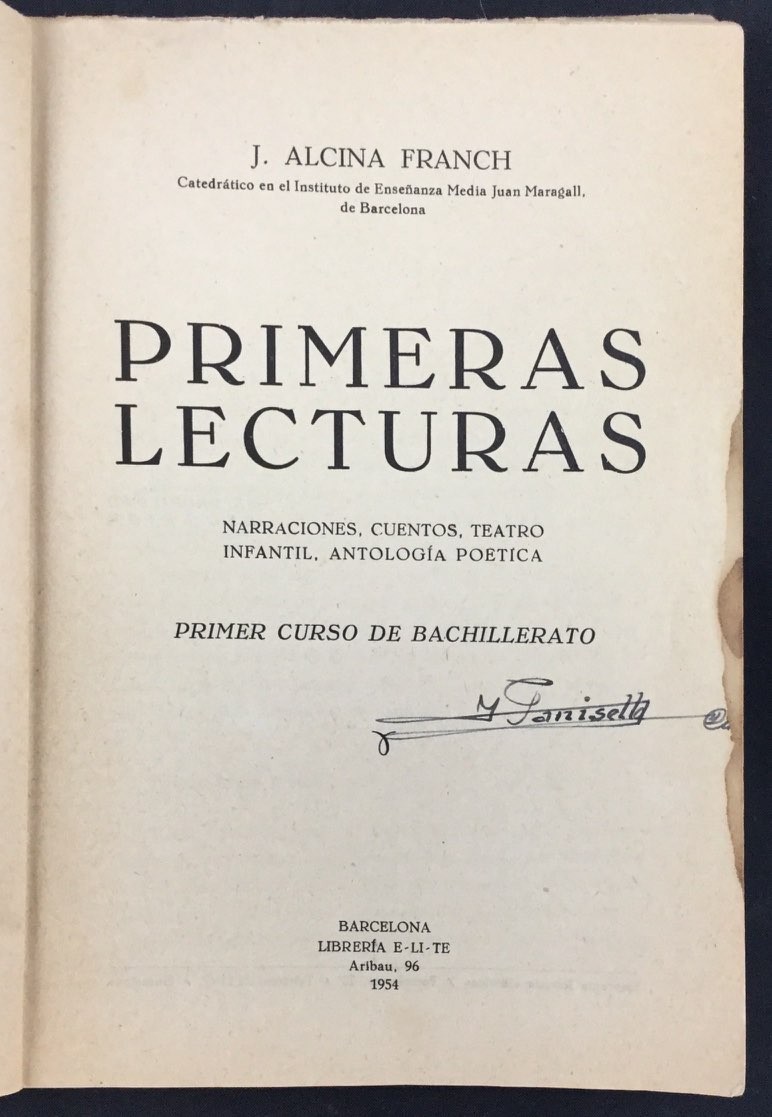 J. ALCINA FRANCH
Catedrático en el Instituto de Enseñanza Media Juan Maragall,
de Barcelona
PRIMERAS
LECTURAS
NARRACIONES, CUENTOS, TEATRO
INFANTIL, ANTOLOGÍA POÉTICA
PRIMER CURSO DE BACHILLERATO
BARCELONA
LIBRERÍA E-LI-TE
Aribau, 96
1954